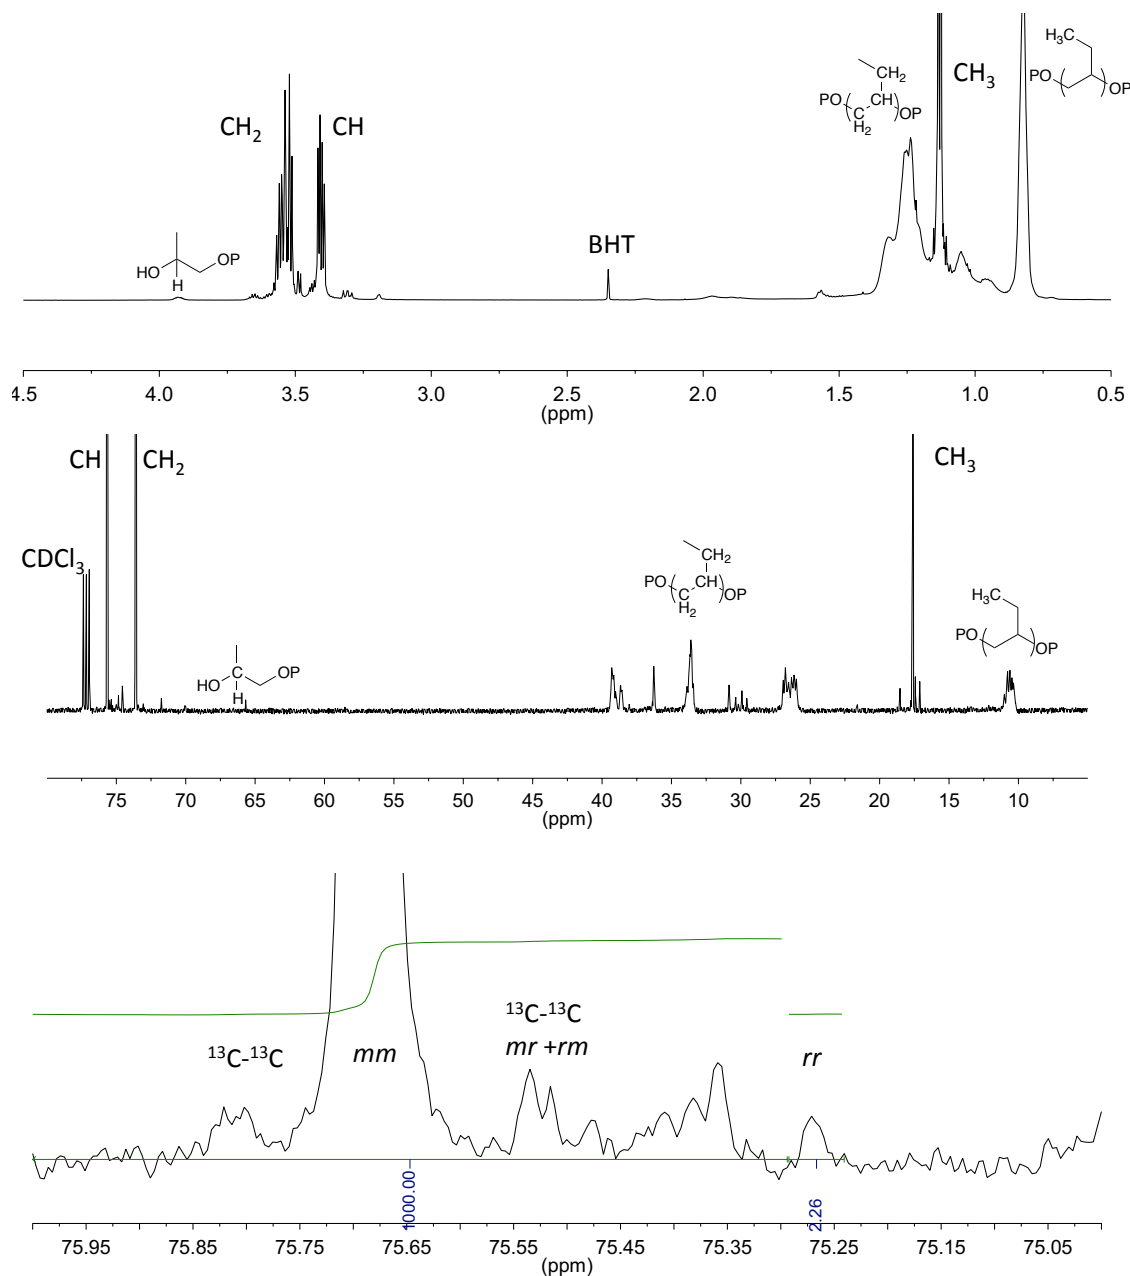 H₃C
CH₂
PO
CH
OP
C
H₂
CH₃
PO
OP
CH₂
CH
BHT
HO
OP
H
4.5 4.0 3.5 3.0 2.5 2.0 1.5 1.0 0.5
(ppm)
CH
CH₂
CH₃
CDCl₃
CH₂
PO
CH
OP
C
H₂
H₃C
PO
OP
HO
C
OP
H
75 70 65 60 55 50 45 40 35 30 25 20 15 10
(ppm)
¹³C-¹³C
¹³C-¹³C
mm
mr +rm
rr
1000.00
2.26
75.95 75.85 75.75 75.65 75.55 75.45 75.35 75.25 75.15 75.05
(ppm)